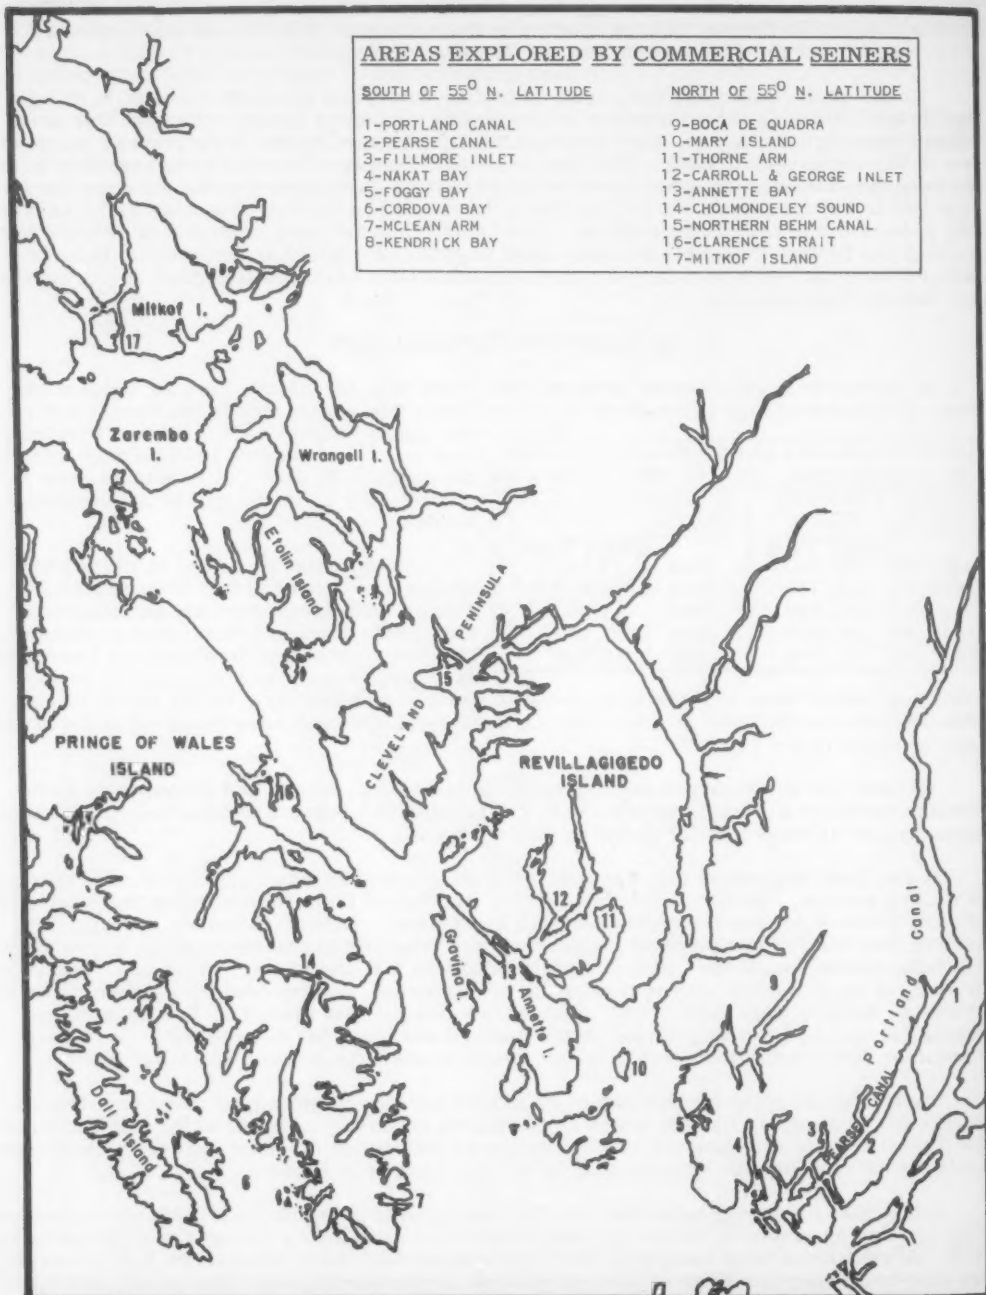 AREAS EXPLORED BY COMMERCIAL SEINERS
SOUTH OF 55⁰ N. LATITUDE
1-PORTLAND CANAL
2-PEARSE CANAL
3-FILLMORE INLET
4-NAKAT BAY
5-FOGGY BAY
6-CORDOVA BAY
7-MCLEAN ARM
8-KENDRICK BAY
NORTH OF 55⁰ N. LATITUDE
9-BOCA DE QUADRA
10-MARY ISLAND
11-THORNE ARM
12-CARROLL & GEORGE INLET
13-ANNETTE BAY
14-CHOLMONDELEY SOUND
15-NORTHERN BEHM CANAL
16-CLARENCE STRAIT
17-MITKOF ISLAND
Mitkof I.
17
Zarembo
I.
Wrangell I.
Etolin Island
PENINSULA
15
CLEVELAND
PRINCE OF WALES
ISLAND
REVILLAGIGEDO
ISLAND
16
12
11
Gravina I.
13
Annette I.
14
9
Portland Canal
1
10
PEARSE CANAL
5
4
3
2
Dall Island
6
8
7